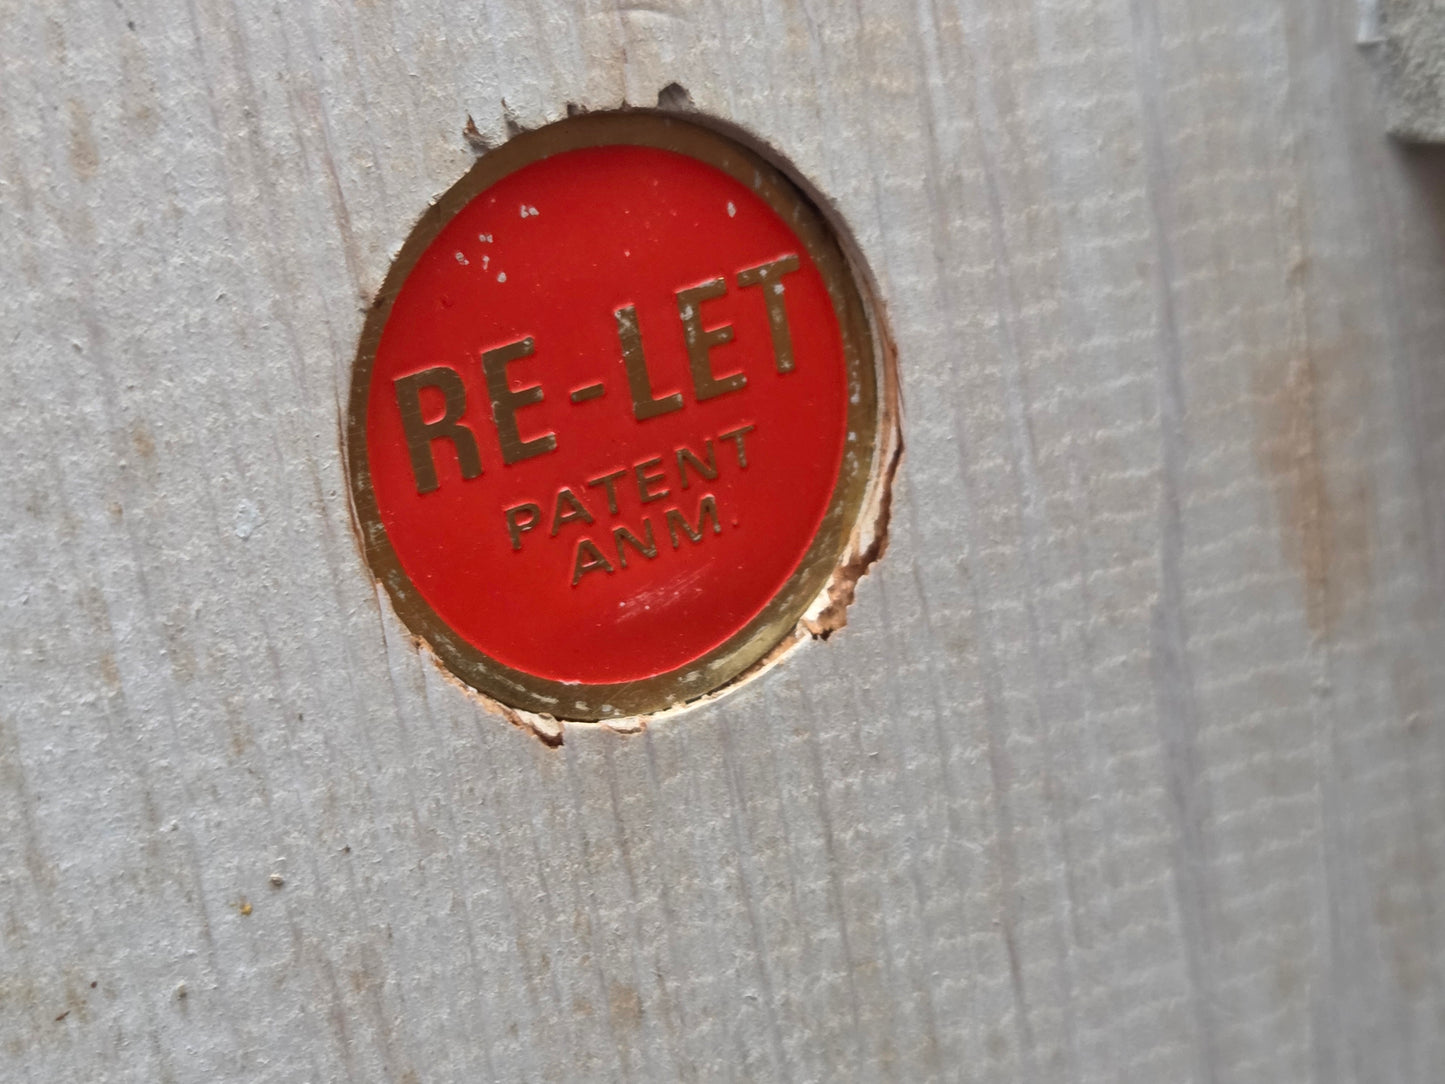 RE-LET
PATENT
ANM.